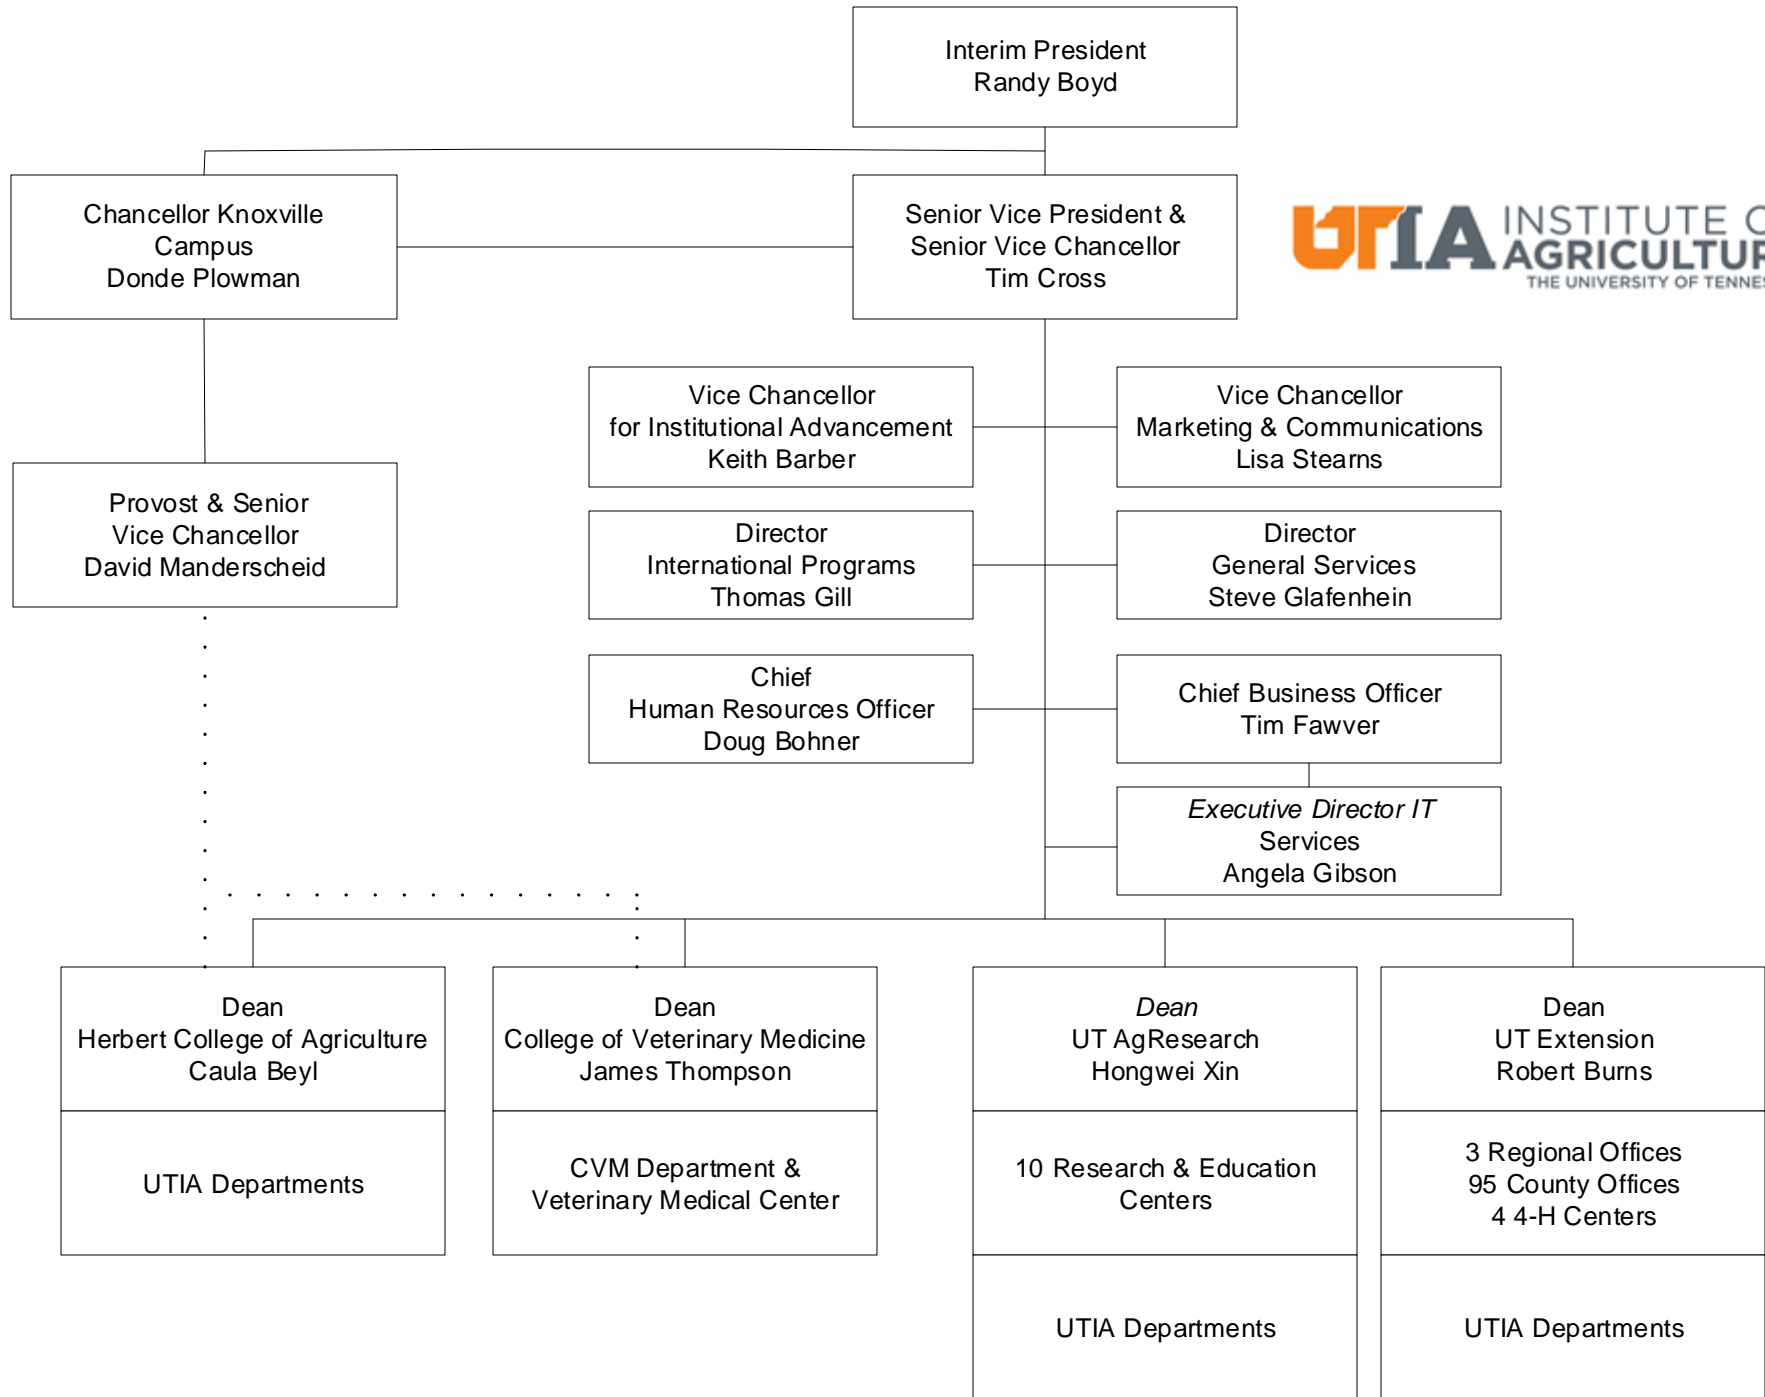 Interim President
Randy Boyd
Chancellor Knoxville
Campus
Donde Plowman
Senior Vice President &
Senior Vice Chancellor
Tim Cross
UTIA INSTITUTE O
AGRICULTUR
THE UNIVERSITY OF TENNES
Vice Chancellor
for Institutional Advancement
Keith Barber
Vice Chancellor
Marketing & Communications
Lisa Stearns
Provost & Senior
Vice Chancellor
David Manderscheid
Director
International Programs
Thomas Gill
Director
General Services
Steve Glafenhein
Chief
Human Resources Officer
Doug Bohner
Chief Business Officer
Tim Fawver
Executive Director IT
Services
Angela Gibson
Dean
Herbert College of Agriculture
Caula Beyl
UTIA Departments
Dean
College of Veterinary Medicine
James Thompson
CVM Department &
Veterinary Medical Center
Dean
UT AgResearch
Hongwei Xin
10 Research & Education
Centers
UTIA Departments
Dean
UT Extension
Robert Burns
3 Regional Offices
95 County Offices
4 4-H Centers
UTIA Departments